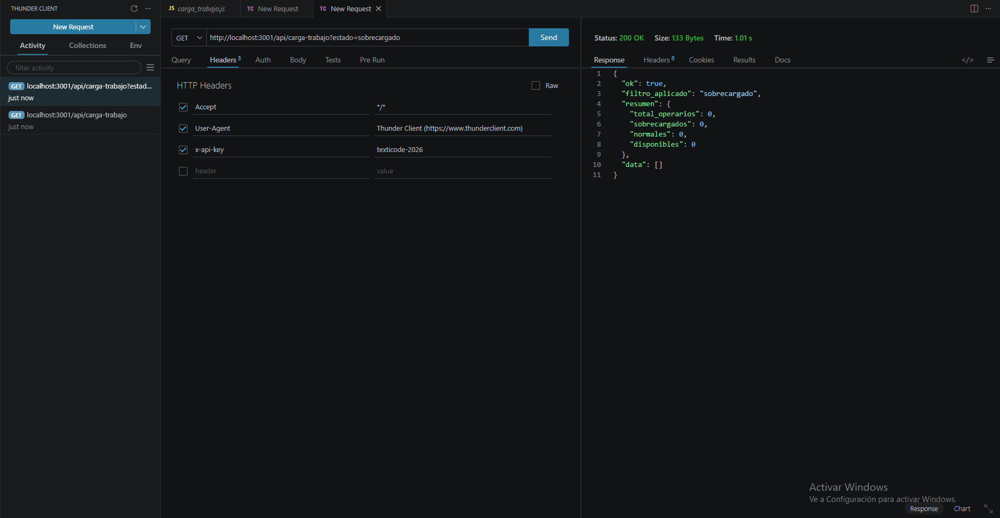 THUNDER CLIENT
New Request
Activity
Collections
Env
filter activity
GET localhost:3001/api/carga-trabajo?estad...
just now
GET localhost:3001/api/carga-trabajo
just now
JS carga_trabajo.js
TC New Request
TC New Request
GET
http://localhost:3001/api/carga-trabajo?estado=sobrecargado
Send
Query
Headers 3
Auth
Body
Tests
Pre Run
HTTP Headers
Raw
Accept
*/*
User-Agent
Thunder Client (https://www.thunderclient.com)
x-api-key
texticode-2026
header
value
Status: 200 OK Size: 133 Bytes Time: 1.01 s
Response
Headers 8
Cookies
Results
Docs
</>
1 {
2 "ok": true,
3 "filtro_aplicado": "sobrecargado",
4 "resumen": {
5 "total_operarios": 0,
6 "sobrecargados": 0,
7 "normales": 0,
8 "disponibles": 0
9 },
10 "data": []
11 }
Activar Windows
Ve a Configuración para activar Windows.
Response
Chart